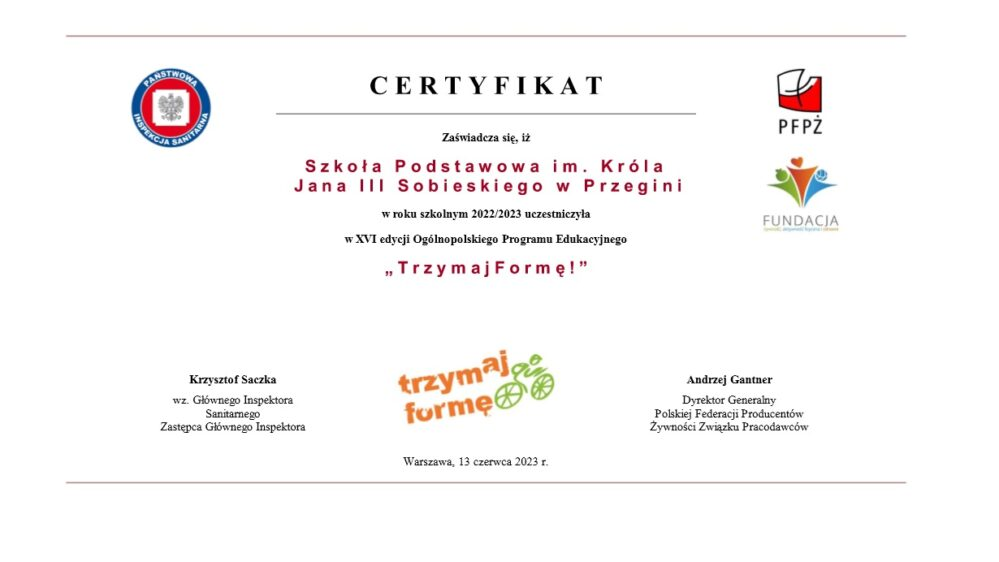 PAŃSTWOWA
INSPEKCJA SANITARNA
CERTYFIKAT
PFPŻ
Zaświadcza się, iż
Szkoła Podstawowa im. Króla
Jana III Sobieskiego w Przegini
FUNDACJA
w roku szkolnym 2022/2023 uczestniczyła
w XVI edycji Ogólnopolskiego Programu Edukacyjnego
„TrzymajFormę!”
trzymaj
formę
Krzysztof Saczka
wz. Głównego Inspektora
Sanitarnego
Zastępca Głównego Inspektora
Andrzej Gantner
Dyrektor Generalny
Polskiej Federacji Producentów
Żywności Związku Pracodawców
Warszawa, 13 czerwca 2023 r.